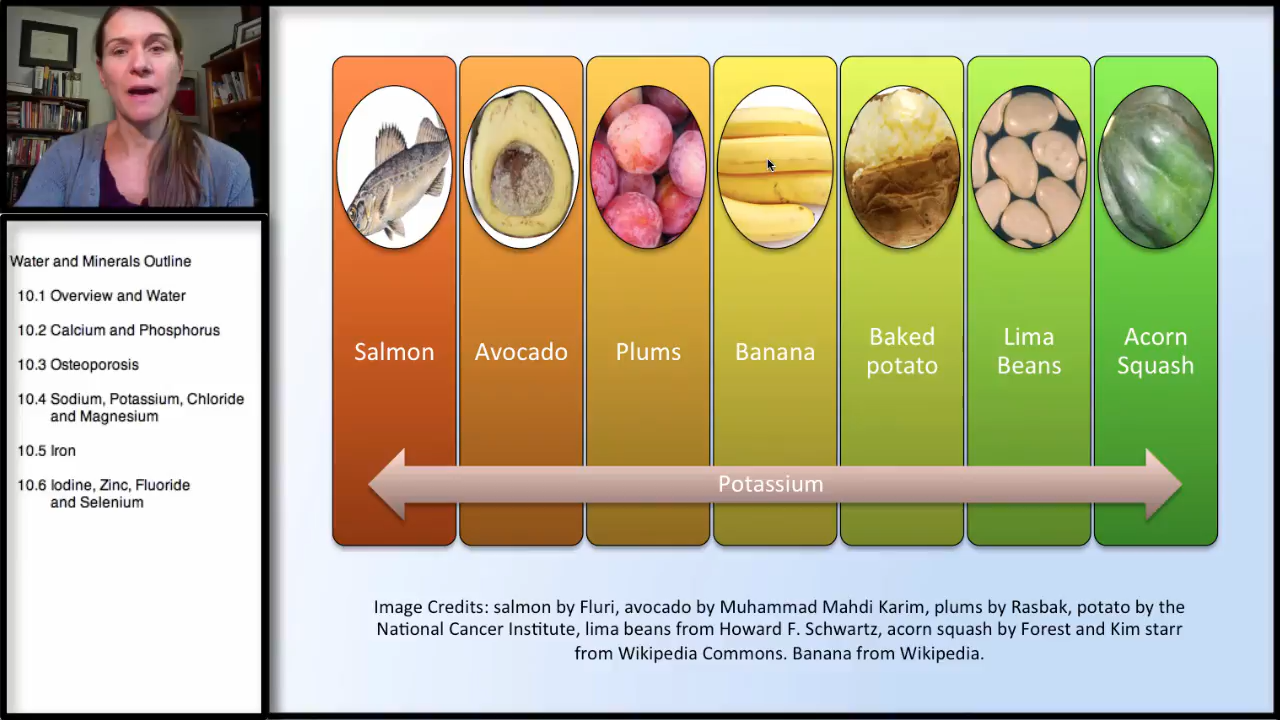 Water and Minerals Outline
10.1 Overview and Water
10.2 Calcium and Phosphorus
10.3 Osteoporosis
10.4 Sodium, Potassium, Chloride
and Magnesium
10.5 Iron
10.6 Iodine, Zinc, Fluoride
and Selenium
Salmon
Avocado
Plums
Banana
Baked
potato
Lima
Beans
Acorn
Squash
Potassium
Image Credits: salmon by Fluri, avocado by Muhammad Mahdi Karim, plums by Rasbak, potato by the
National Cancer Institute, lima beans from Howard F. Schwartz, acorn squash by Forest and Kim starr
from Wikipedia Commons. Banana from Wikipedia.